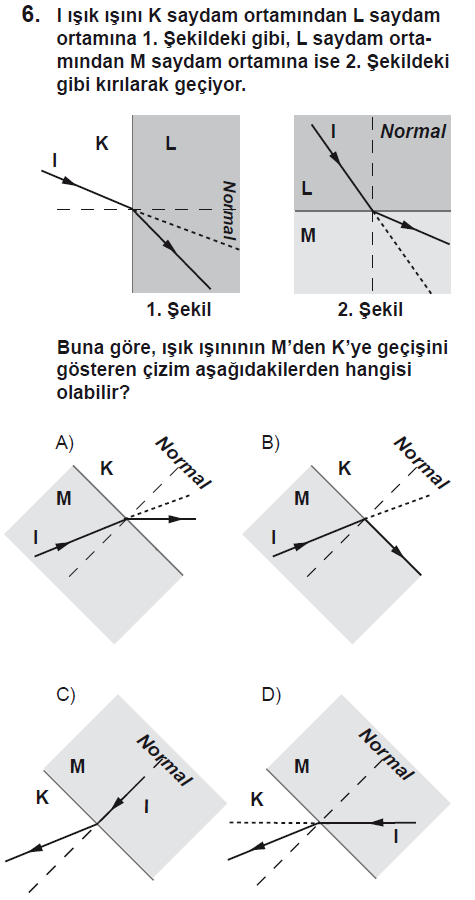 6. I ışık ışını K saydam ortamından L saydam
ortamına 1. Şekildeki gibi, L saydam orta-
mından M saydam ortamına ise 2. Şekildeki
gibi kırılarak geçiyor.
K
L
I
Normal
1. Şekil
I
Normal
L
M
2. Şekil
Buna göre, ışık ışınının M’den K’ye geçişini
gösteren çizim aşağıdakilerden hangisi
olabilir?
A)
K
Normal
M
I
B)
K
Normal
M
I
C)
M
Normal
K
I
D)
M
Normal
K
I